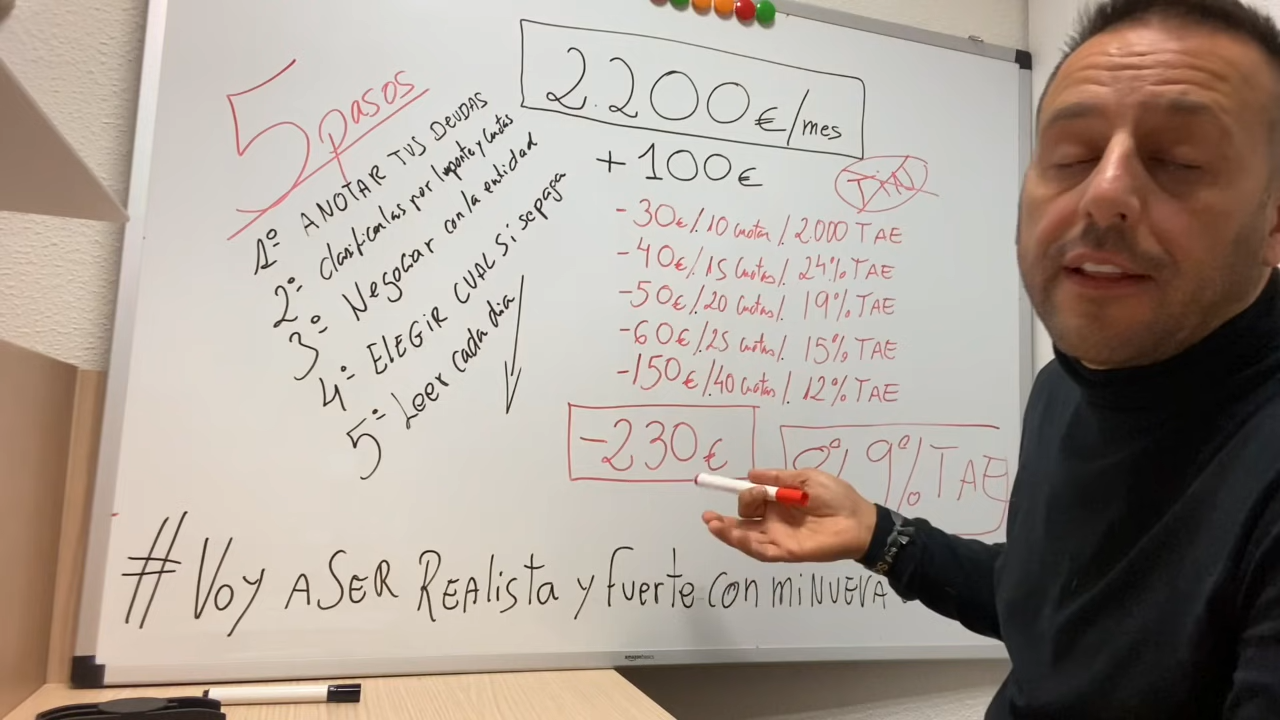 5 pasos
1º ANOTAR TUS DEUDAS
2º clasificarlas por Importe y Cuotas
3º Negociar con la entidad
4º ELEGIR CUAL Si se paga
5º Leer cada dia
2.200€/mes
+100€
-30€/10 cuotas/2.000 TAE
-40€/15 cuotas/24% TAE
-50€/20 cuotas/19% TAE
-60€/25 cuotas/15% TAE
-150€/40 cuotas/12% TAE
-230€
9% TAE
#VOY A SER REAlista y fuerte con mi NUEVA
amazonbasics